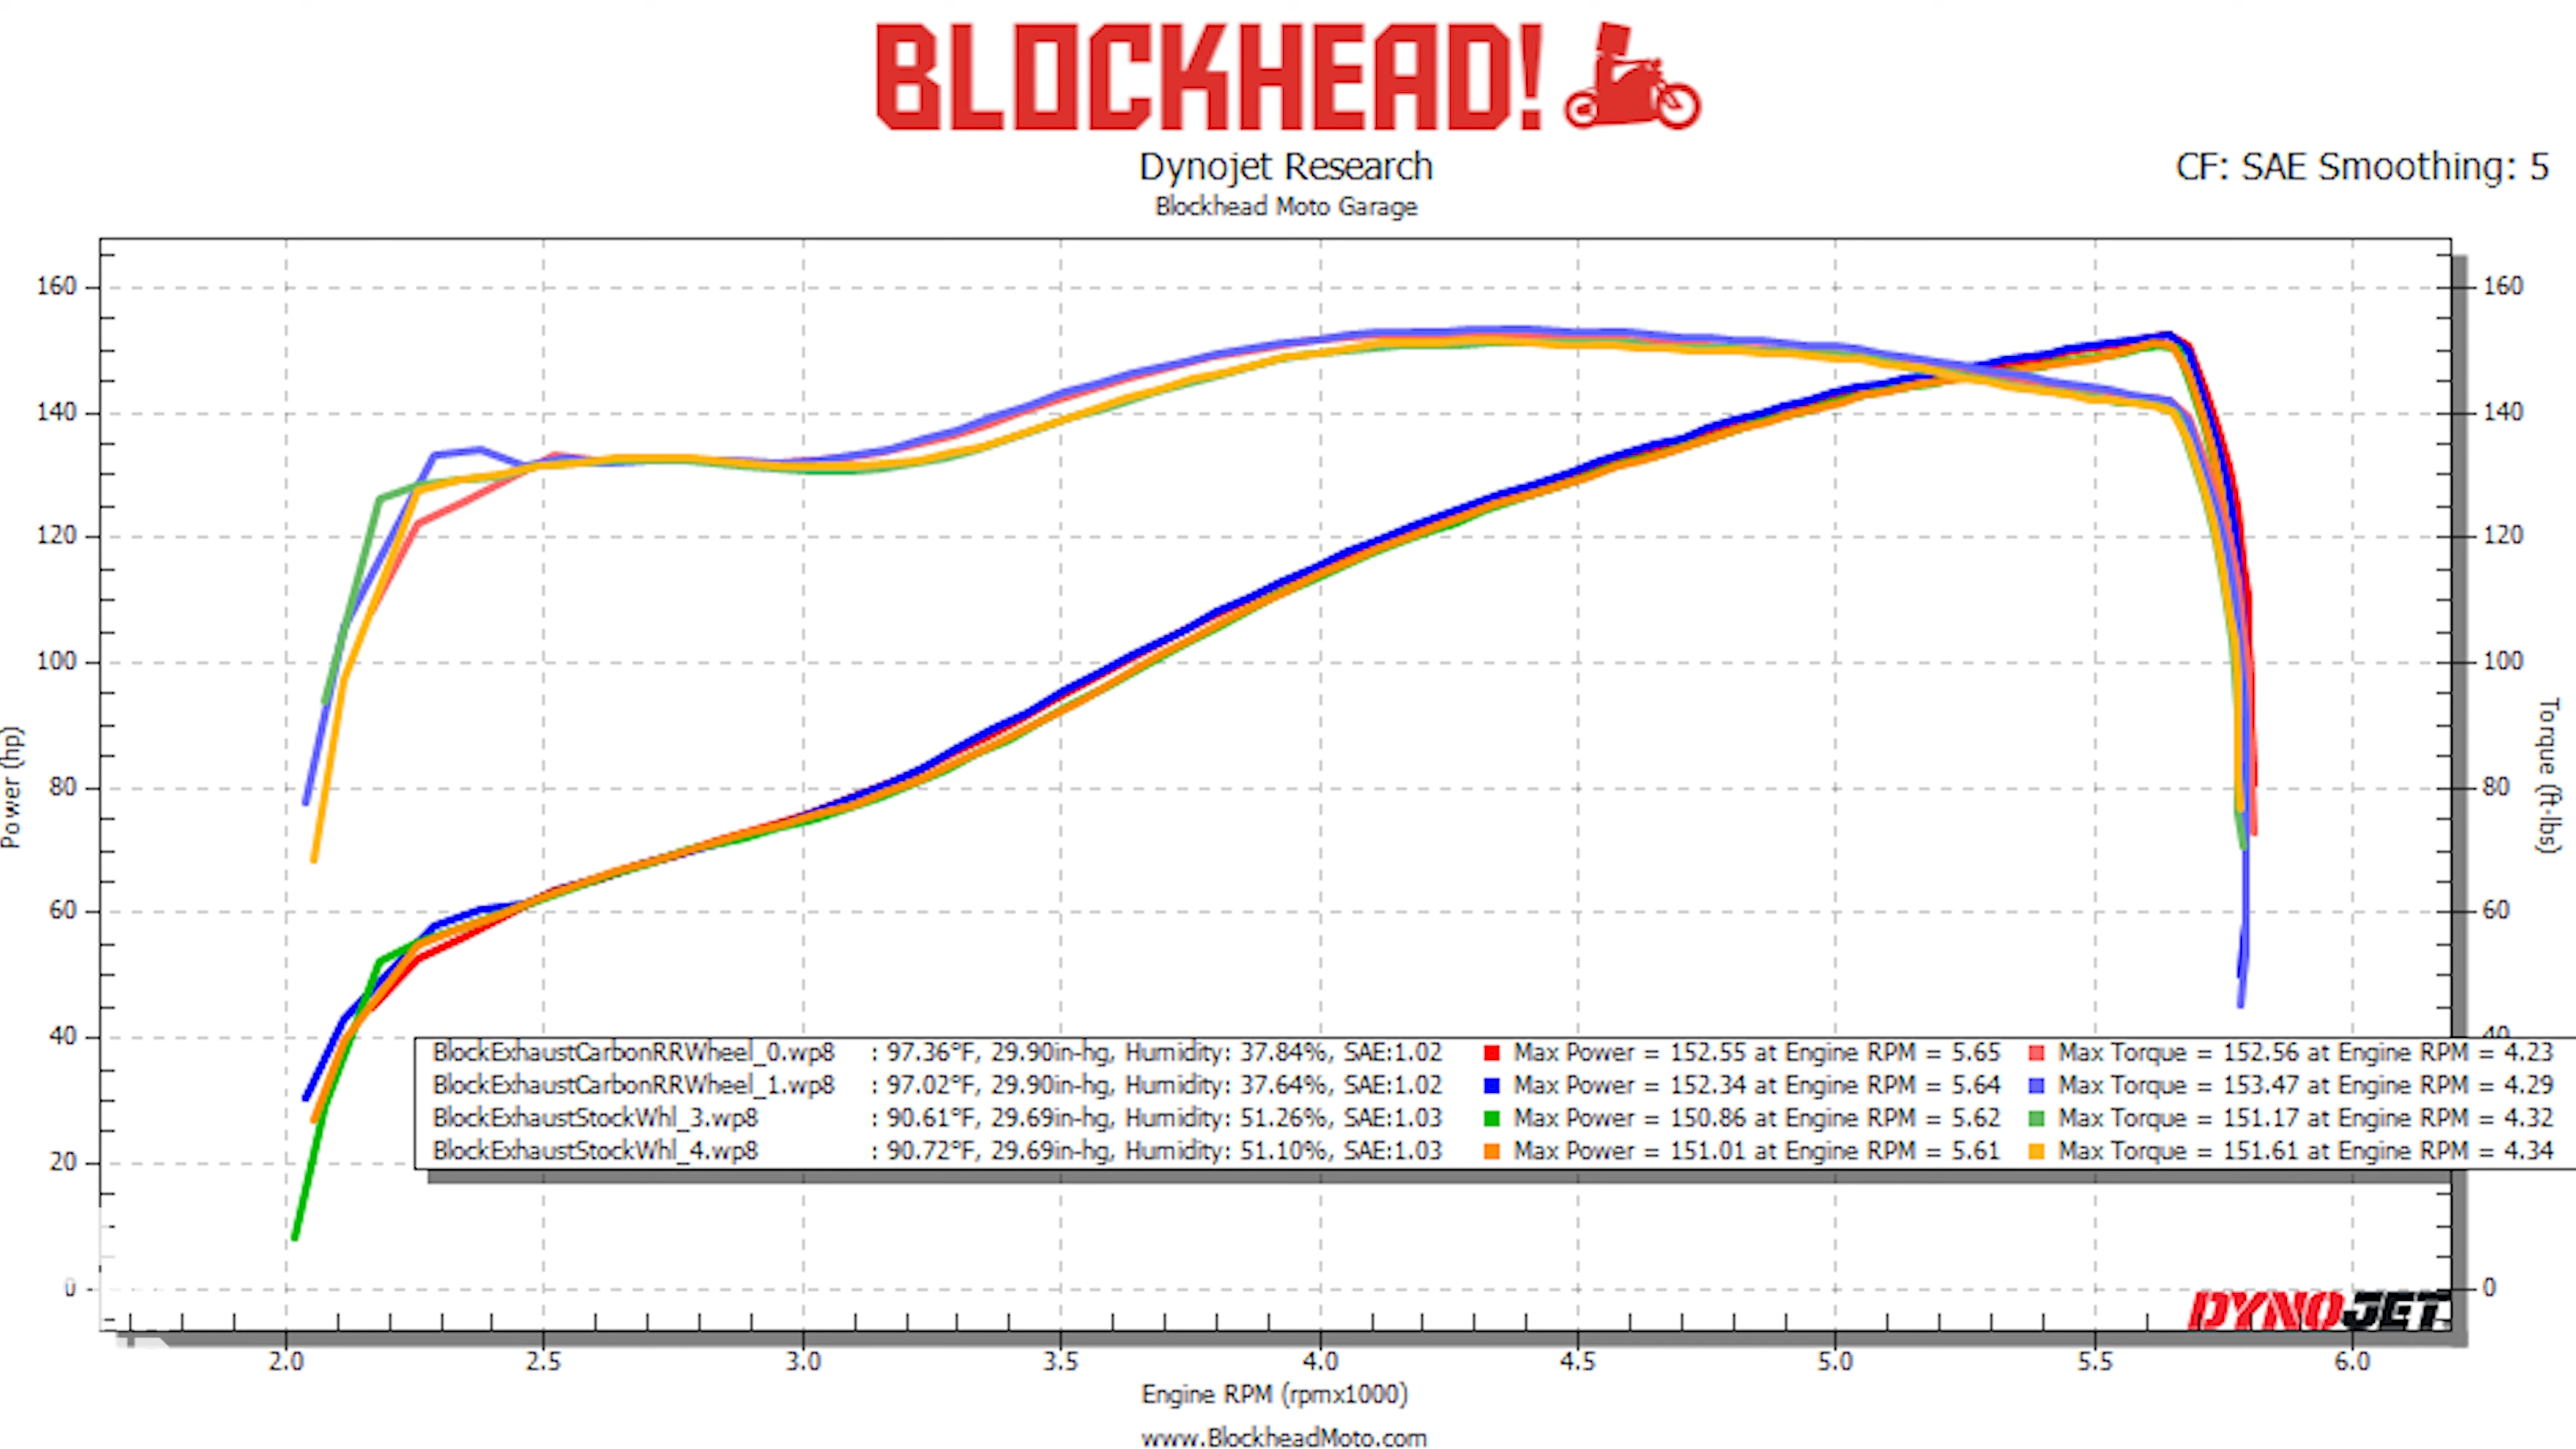 BLOCKHEAD!
Dynojet Research
CF: SAE Smoothing: 5
Blockhead Moto Garage
160 160
140 140
120 120
100 100
Power (hp)
Torque (ft-lbs)
80 80
60 60
40 40
BlockExhaustCarbonRRWheel_0.wp8 : 97.36°F, 29.90in-hg, Humidity: 37.84%, SAE:1.02 Max Power = 152.55 at Engine RPM = 5.65 Max Torque = 152.56 at Engine RPM = 4.23
BlockExhaustCarbonRRWheel_1.wp8 : 97.02°F, 29.90in-hg, Humidity: 37.64%, SAE:1.02 Max Power = 152.34 at Engine RPM = 5.64 Max Torque = 153.47 at Engine RPM = 4.29
BlockExhaustStockWhl_3.wp8 : 90.61°F, 29.69in-hg, Humidity: 51.26%, SAE:1.03 Max Power = 150.86 at Engine RPM = 5.62 Max Torque = 151.17 at Engine RPM = 4.32
BlockExhaustStockWhl_4.wp8 : 90.72°F, 29.69in-hg, Humidity: 51.10%, SAE:1.03 Max Power = 151.01 at Engine RPM = 5.61 Max Torque = 151.61 at Engine RPM = 4.34
20
0 0
DYNOJET
2.0 2.5 3.0 3.5 4.0 4.5 5.0 5.5 6.0
Engine RPM (rpmx1000)
www.BlockheadMoto.com